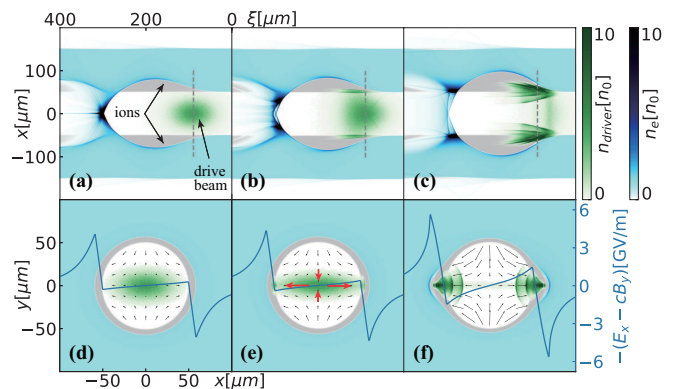 400 200 0 ξ[μm]
100
0
−100
x[μm]
ions
drive
beam
(a) (b) (c)
10
0
n_driver[n_0]
10
0
n_e[n_0]
50
0
−50
y[μm]
(d) (e) (f)
−50 0 50 x[μm]
6
3
0
−3
−6
−(E_x − cB_y)[GV/m]